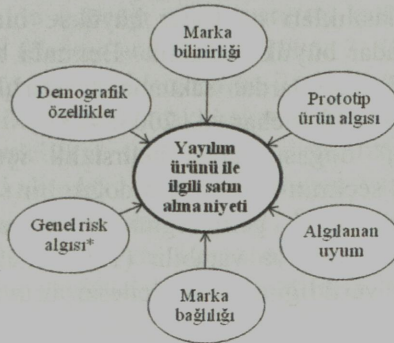 Marka
bilinirliği
Demografik
özellikler
Prototip
ürün algısı
Yayılım
ürünü ile
ilgili satın
alma niyeti
Genel risk
algısı*
Algılanan
uyum
Marka
bağlılığı